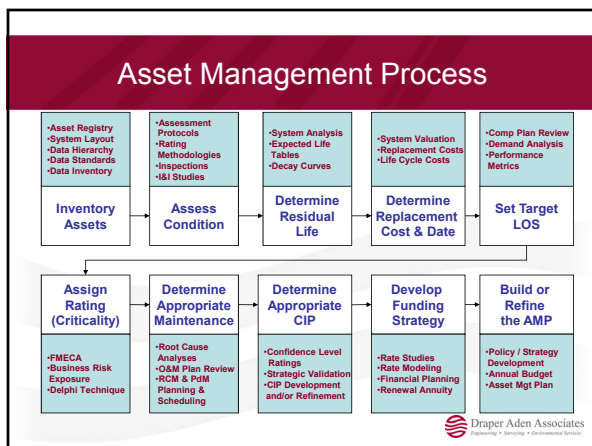 Asset Management Process
•Asset Registry
•System Layout
•Data Hierarchy
•Data Standards
•Data Inventory
Inventory
Assets
•Assessment
Protocols
•Rating
Methodologies
•Inspections
•I&I Studies
Assess
Condition
•System Analysis
•Expected Life
Tables
•Decay Curves
Determine
Residual
Life
•System Valuation
•Replacement Costs
•Life Cycle Costs
Determine
Replacement
Cost & Date
•Comp Plan Review
•Demand Analysis
•Performance
Metrics
Set Target
LOS
Assign
Rating
(Criticality)
•FMECA
•Business Risk
Exposure
•Delphi Technique
Determine
Appropriate
Maintenance
•Root Cause
Analyses
•O&M Plan Review
•RCM & PdM
Planning &
Scheduling
Determine
Appropriate
CIP
•Confidence Level
Ratings
•Strategic Validation
•CIP Development
and/or Refinement
Develop
Funding
Strategy
•Rate Studies
•Rate Modeling
•Financial Planning
•Renewal Annuity
Build or
Refine
the AMP
•Policy / Strategy
Development
•Annual Budget
•Asset Mgt Plan
Draper Aden Associates
Engineering • Surveying • Environmental Services